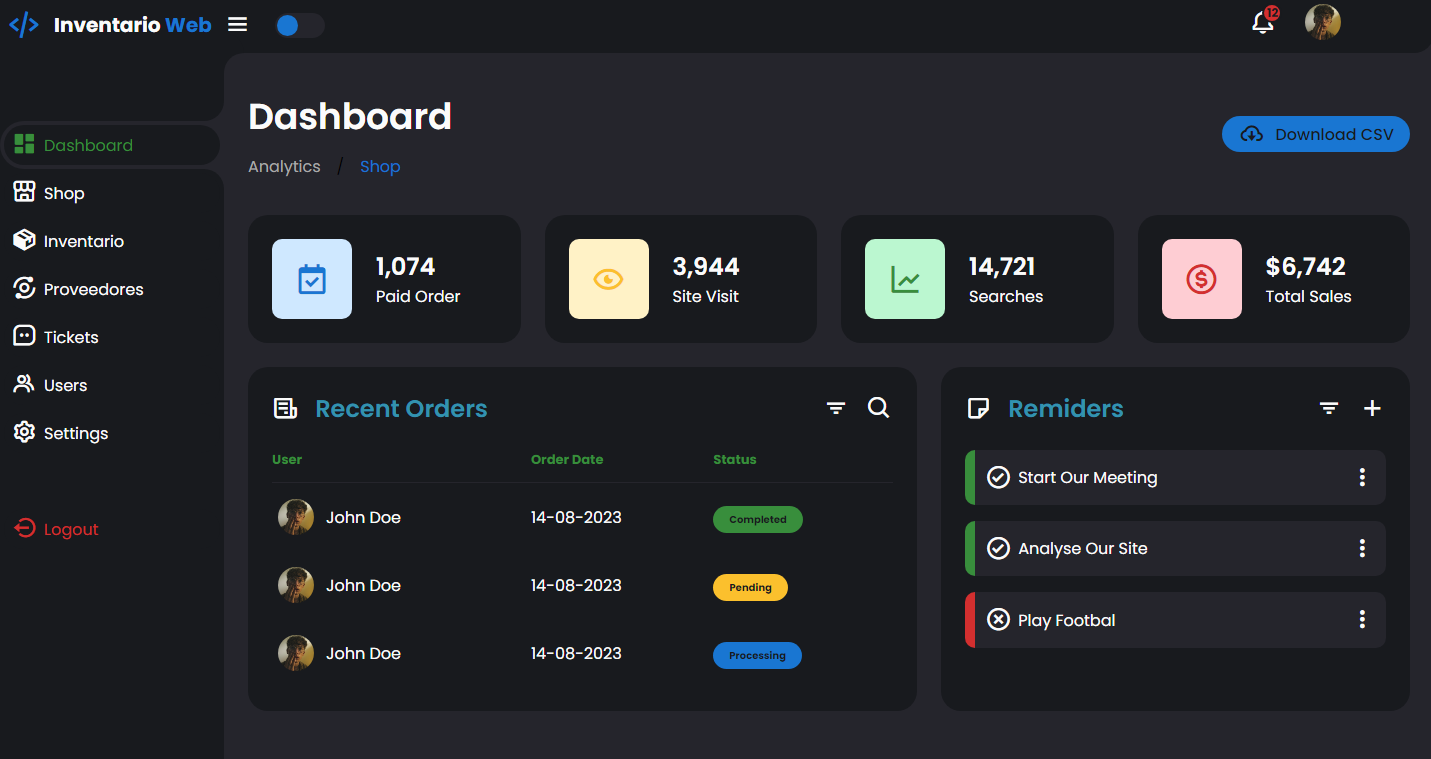 Inventario Web
12
Dashboard
Shop
Inventario
Proveedores
Tickets
Users
Settings
Logout
Dashboard
Analytics / Shop
Download CSV
1,074
Paid Order
3,944
Site Visit
14,721
Searches
$6,742
Total Sales
Recent Orders
User Order Date Status
John Doe 14-08-2023 Completed
John Doe 14-08-2023 Pending
John Doe 14-08-2023 Processing
Remiders
Start Our Meeting
Analyse Our Site
Play Footbal